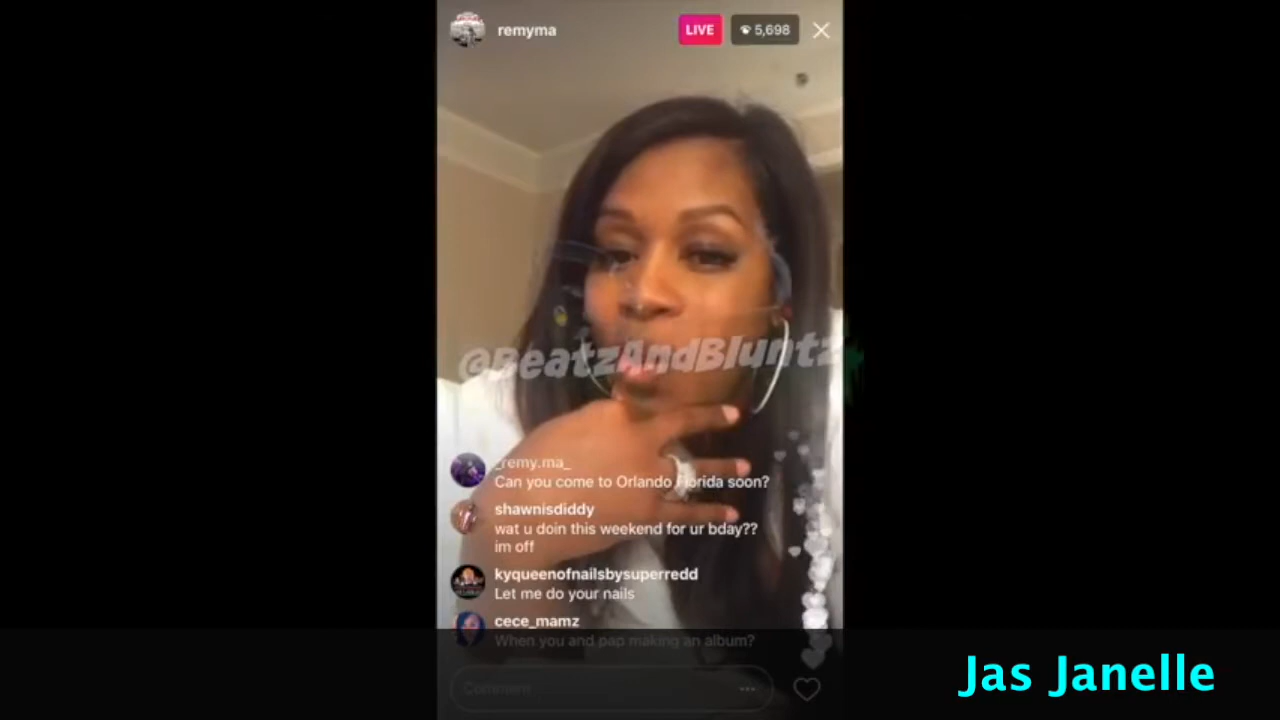 remyma
LIVE
5,698
@BeatzAndBluntz
_remy.ma_
Can you come to Orlando Florida soon?
shawnisdiddy
wat u doin this weekend for ur bday??
im off
kyqueenofnailsbysuperredd
Let me do your nails
cece_mamz
When you and pap making an album?
Comment
Jas Janelle